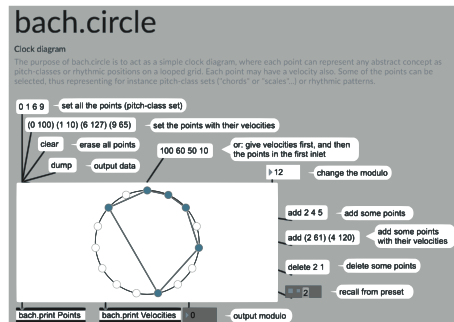 bach.circle
Clock diagram
The purpose of bach.circle is to act as a simple clock diagram, where each point can represent any abstract concept as
pitch-classes or rhythmic positions on a looped grid. Each point may have a velocity also. Some of the points can be
selected, thus representing for instance pitch-class sets ("chords" or "scales"...) or rhythmic patterns.
0 1 6 9
set all the points (pitch-class set)
(0 100) (1 10) (6 127) (9 65)
set the points with their velocities
clear
erase all points
100 60 50 10
or: give velocities first, and then
the points in the first inlet
dump
output data
12
change the modulo
add 2 4 5
add some points
add (2 61) (4 120)
add some points
with their velocities
delete 2 1
delete some points
2
recall from preset
bach.print Points
bach.print Velocities
0
output modulo